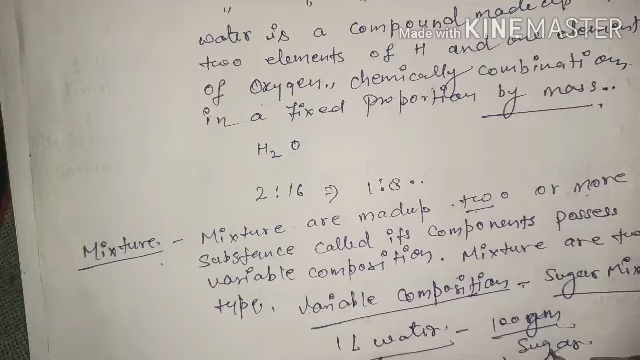 " "
water is a compound madeup
two elements of H and one element
of Oxygen., chemically combination
in a fixed proportion by mass..
H2O
2:16 ⇒ 1:8..
Mixture - Mixture are madup two or more
substance called its components possess
variable composition. Mixture are two
type. Variable composition - Sugar Mix
1L water - 100gm
Sugar.
Made with KINEMASTER